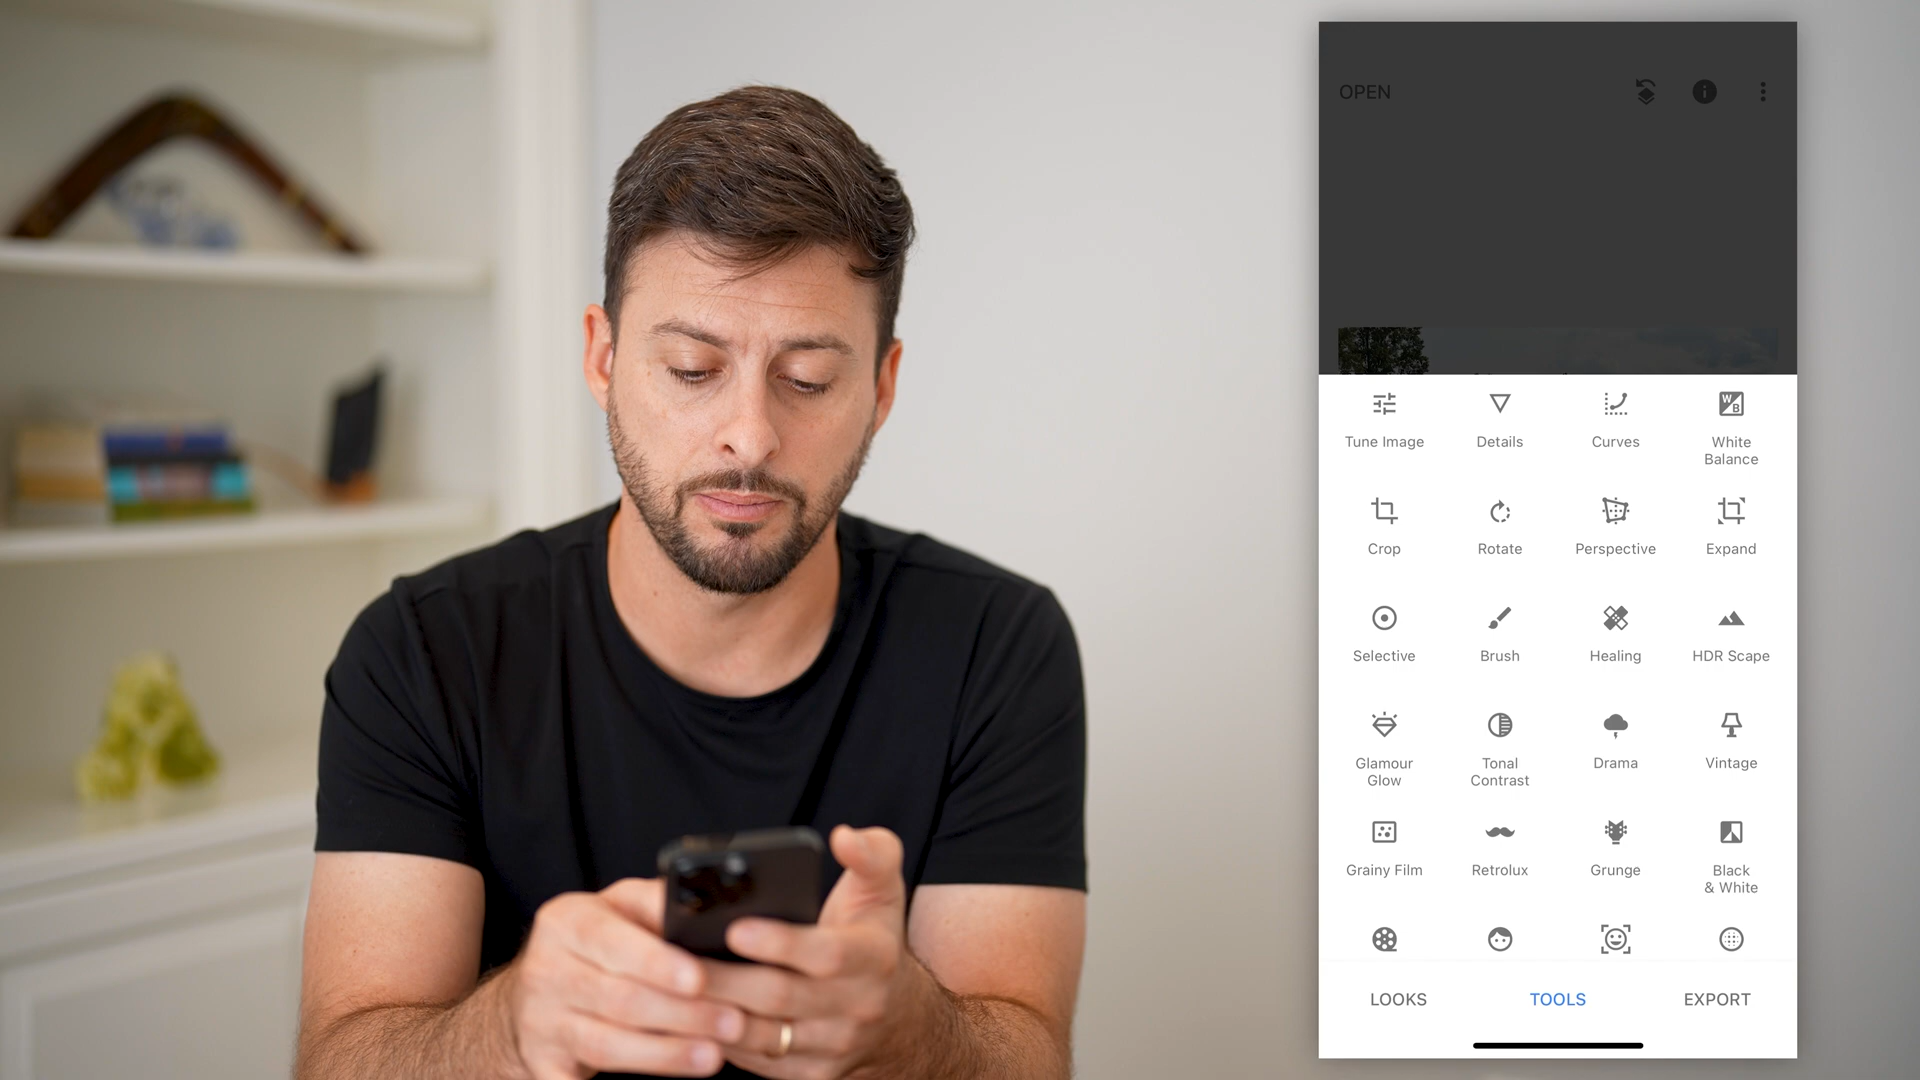 OPEN
Tune Image
Details
Curves
White
Balance
Crop
Rotate
Perspective
Expand
Selective
Brush
Healing
HDR Scape
Glamour
Glow
Tonal
Contrast
Drama
Vintage
Grainy Film
Retrolux
Grunge
Black
& White
LOOKS
TOOLS
EXPORT